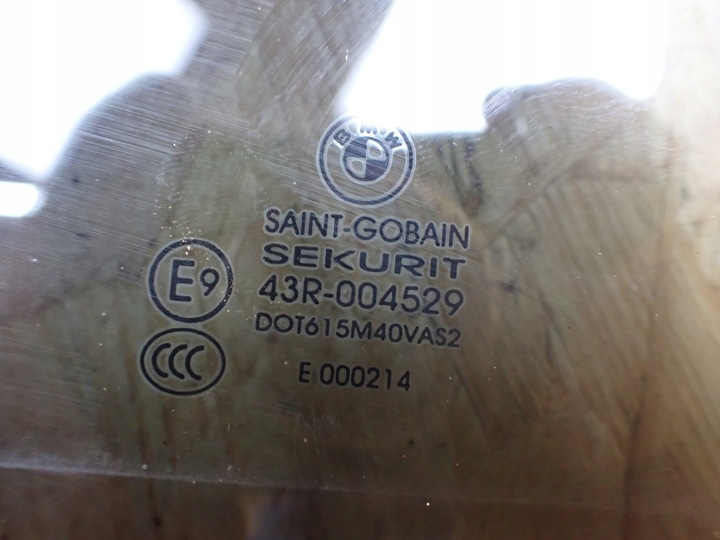 BMW
SAINT-GOBAIN
SEKURIT
E9
43R-004529
DOT615M40VAS2
CCC
E 000214